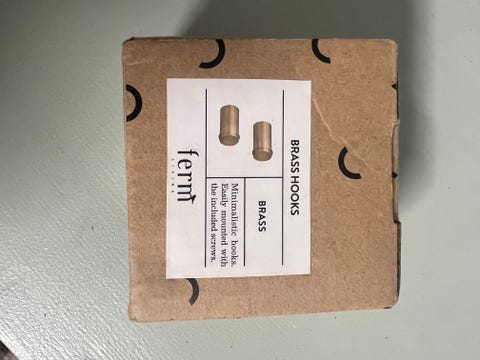 BRASS HOOKS
BRASS
Minimalistic hooks.
Easily mounted with
the included screws.
ferm
LIVING